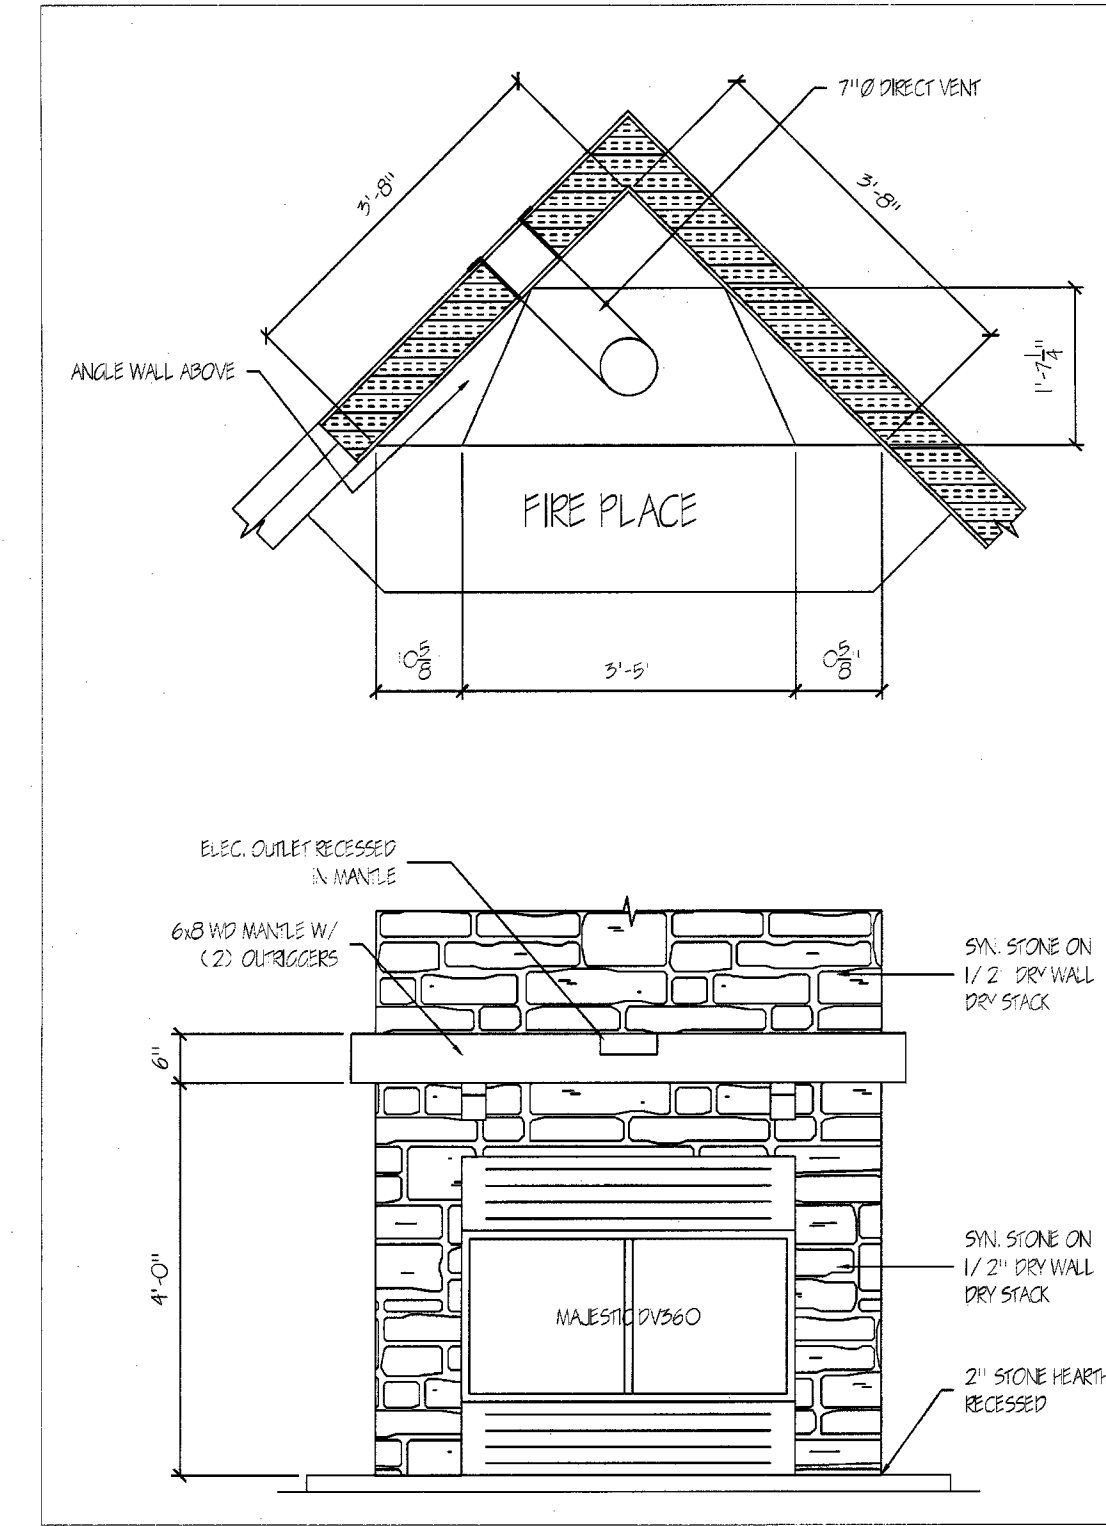 7"Ø DIRECT VENT
3'-8"
3'-8"
1'-7 1/4"
ANGLE WALL ABOVE
FIRE PLACE
10 5/8
3'-5'
0 5/8"
ELEC. OUTLET RECESSED
IN MANTLE
6x8 WD MANTLE W/
(2) OUTRIGGERS
SYN. STONE ON
1/2' DRY WALL
DRY STACK
6"
4'-0"
MAJESTIC DV360
SYN. STONE ON
1/2" DRY WALL
DRY STACK
2" STONE HEARTH
RECESSED